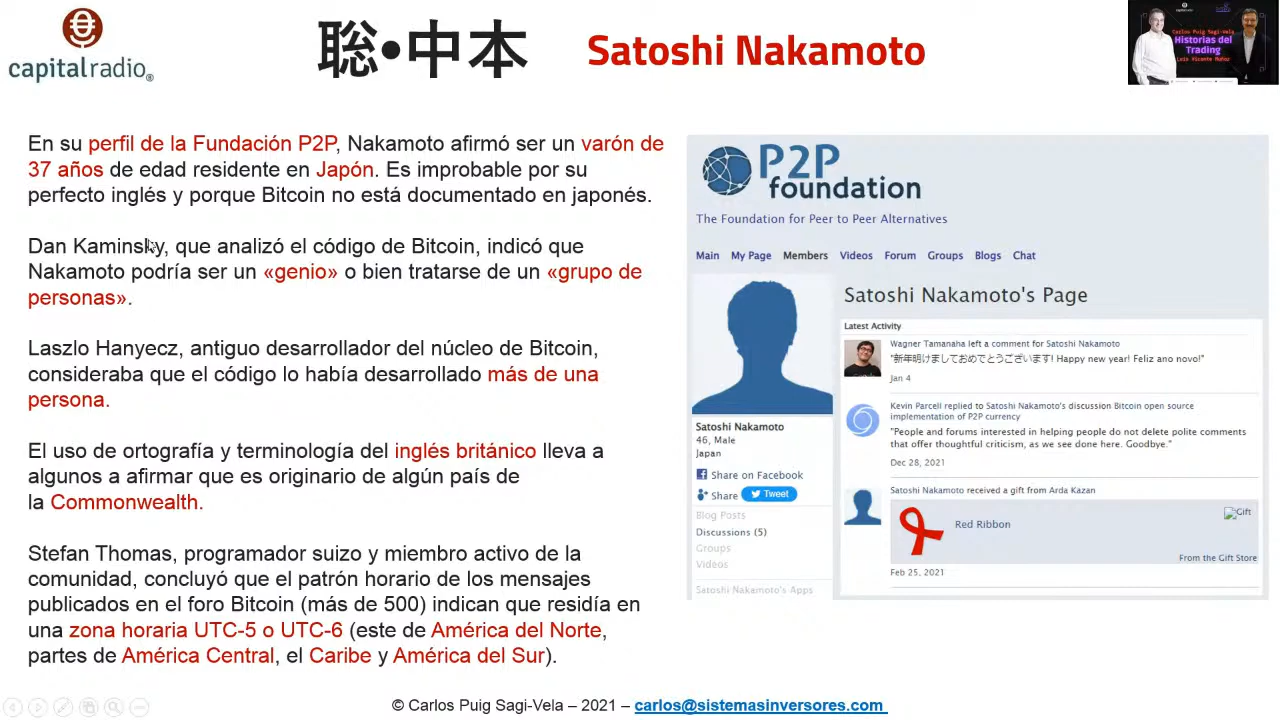 capitalradio®
聡•中本
Satoshi Nakamoto
Carlos Puig Sagi-Vela
Historias del
Trading
Luis Vicente Muñoz
En su perfil de la Fundación P2P, Nakamoto afirmó ser un varón de
37 años de edad residente en Japón. Es improbable por su
perfecto inglés y porque Bitcoin no está documentado en japonés.
Dan Kaminsky, que analizó el código de Bitcoin, indicó que
Nakamoto podría ser un «genio» o bien tratarse de un «grupo de
personas».
Laszlo Hanyecz, antiguo desarrollador del núcleo de Bitcoin,
consideraba que el código lo había desarrollado más de una
persona.
El uso de ortografía y terminología del inglés británico lleva a
algunos a afirmar que es originario de algún país de
la Commonwealth.
Stefan Thomas, programador suizo y miembro activo de la
comunidad, concluyó que el patrón horario de los mensajes
publicados en el foro Bitcoin (más de 500) indican que residía en
una zona horaria UTC-5 o UTC-6 (este de América del Norte,
partes de América Central, el Caribe y América del Sur).
P2P
foundation
The Foundation for Peer to Peer Alternatives
Main My Page Members Videos Forum Groups Blogs Chat
Satoshi Nakamoto's Page
Satoshi Nakamoto
46, Male
Japan
Share on Facebook
Share Tweet
Blog Posts
Discussions (5)
Groups
Videos
Satoshi Nakamoto's Apps
Latest Activity
Wagner Tamanaha left a comment for Satoshi Nakamoto
"新年明けましておめでとうございます! Happy new year! Feliz ano novo!"
Jan 4
Kevin Parcell replied to Satoshi Nakamoto's discussion Bitcoin open source
implementation of P2P currency
"People and forums interested in helping people do not delete polite comments
that offer thoughtful criticism, as we see done here. Goodbye."
Dec 28, 2021
Satoshi Nakamoto received a gift from Arda Kazan
Gift
Red Ribbon
From the Gift Store
Feb 25, 2021
© Carlos Puig Sagi-Vela – 2021 – carlos@sistemasinversores.com